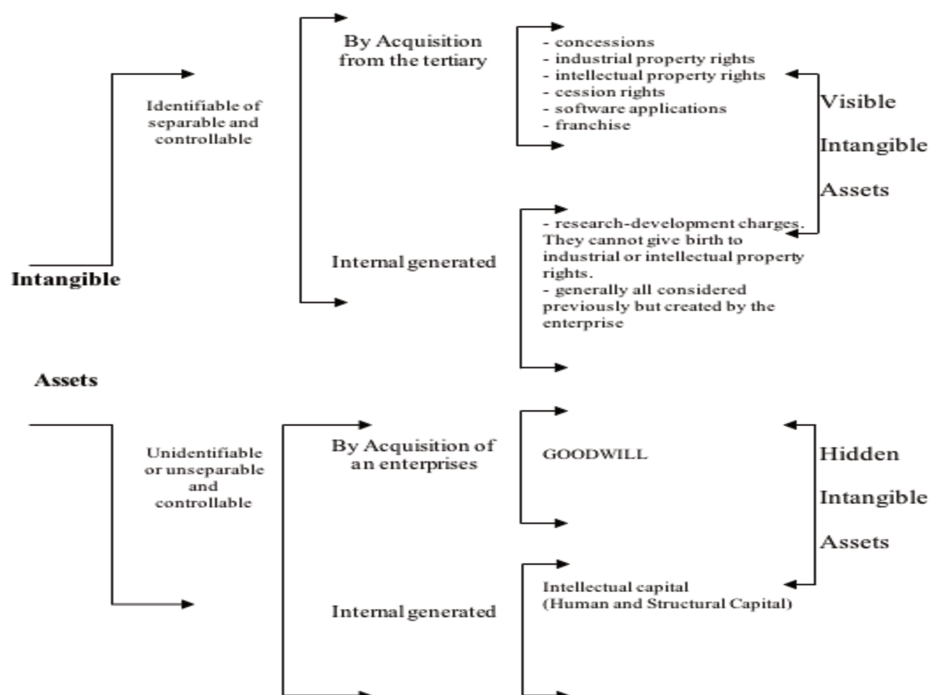 By Acquisition
from the tertiary
- concessions
- industrial property rights
- intellectual property rights
- cession rights
- software applications
- franchise
Visible
Intangible
Assets
Identifiable of
separable and
controllable
Internal generated
- research-development charges.
They cannot give birth to
industrial or intellectual property
rights.
- generally all considered
previously but created by the
enterprise
Intangible
Assets
Unidentifiable
or unseparable
and
controllable
By Acquisition of
an enterprises
GOODWILL
Hidden
Intangible
Assets
Internal generated
Intellectual capital
(Human and Structural Capital)